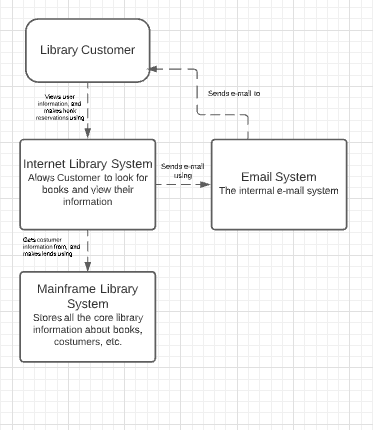 Library Customer
Views user
information, and
makes
reservations using
Sends e-mail to
Internet Library System
Alows Customer to look for
books and view their
information
Sends e-mail
using
Email System
The internal e-mail system
Gets costumer
information from, and
makes lends using
Mainframe Library
System
Stores all the core library
information about books,
costumers, etc.